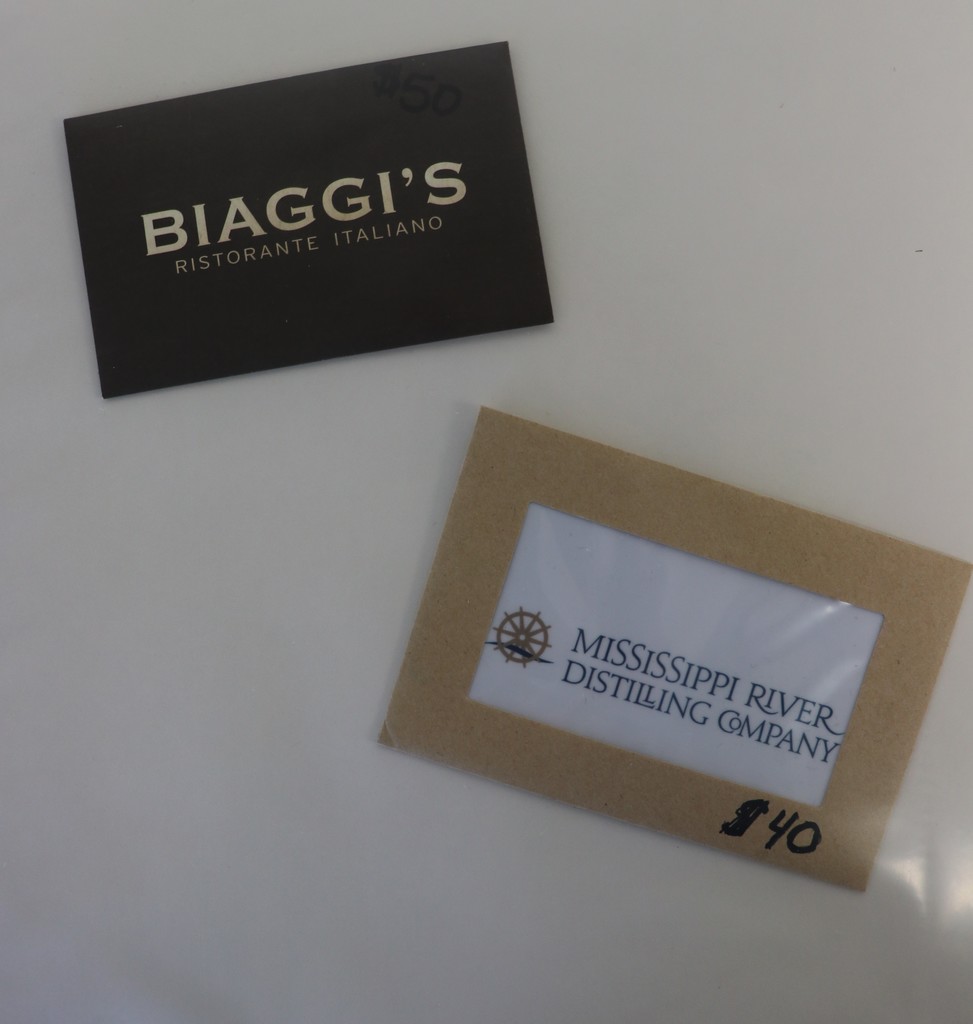 $50
BIAGGI'S
RISTORANTE ITALIANO
MISSISSIPPI RIVER
DISTILLING COMPANY
$40